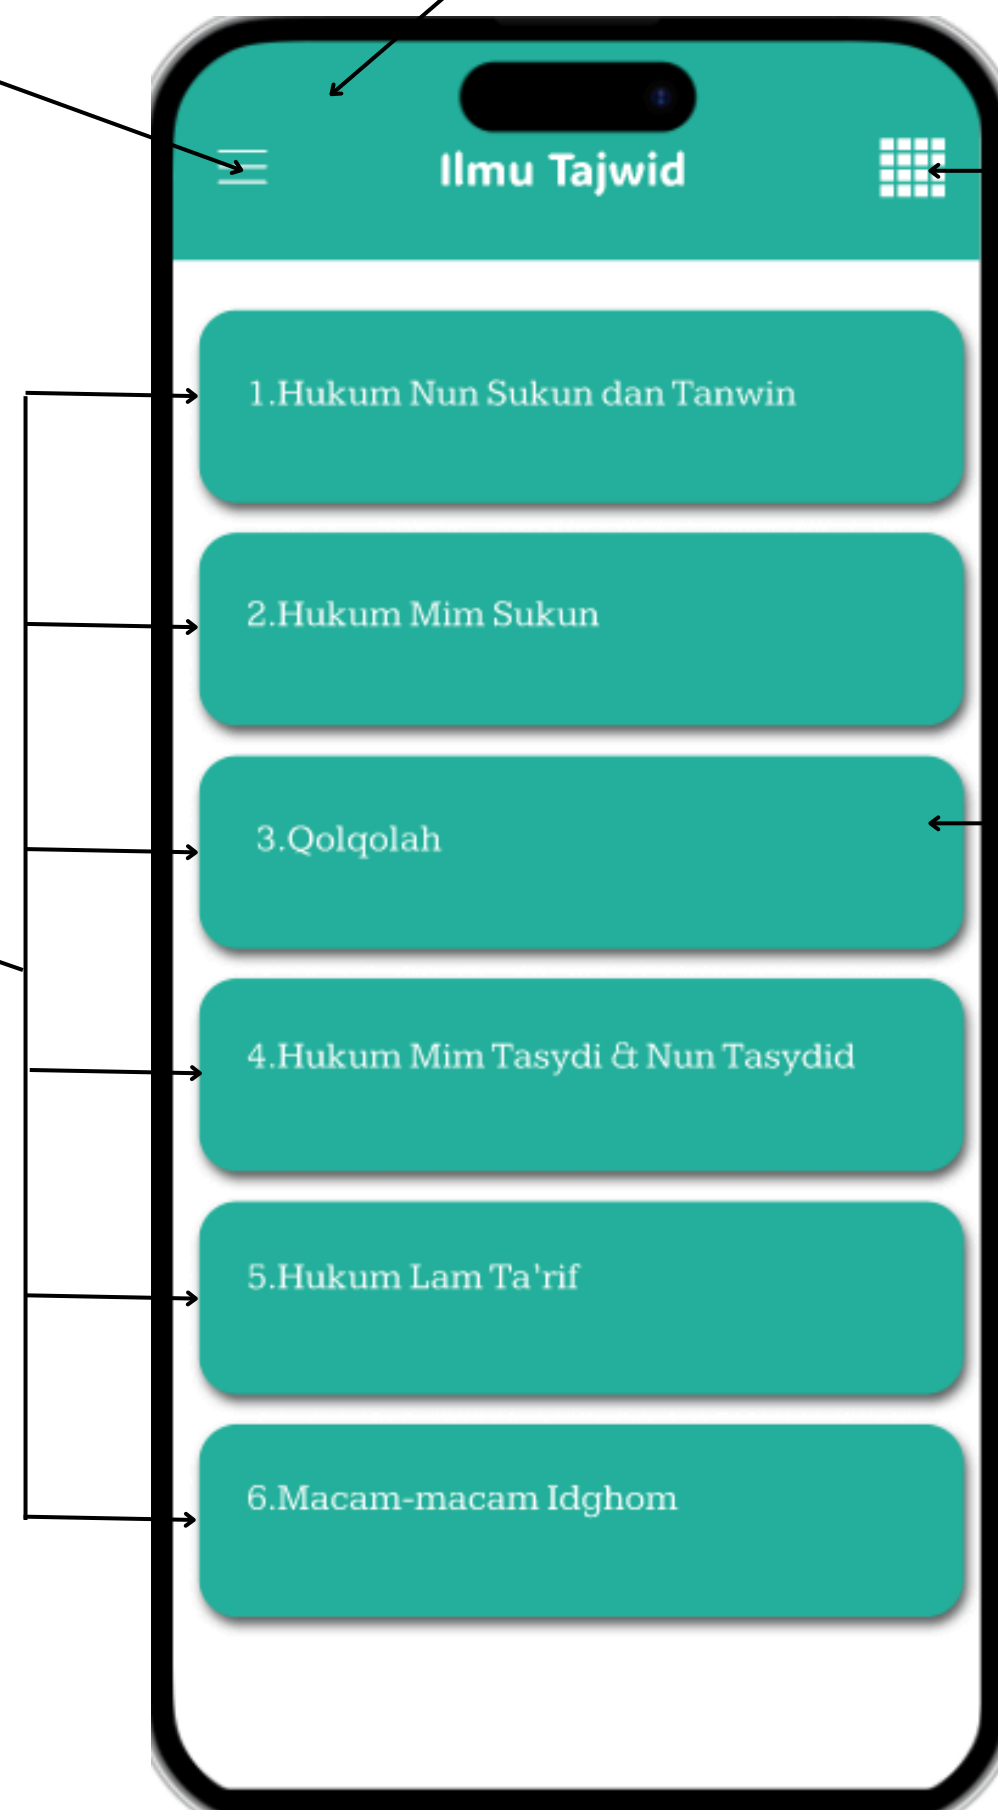 Ilmu Tajwid
1.Hukum Nun Sukun dan Tanwin
2.Hukum Mim Sukun
3.Qolqolah
4.Hukum Mim Tasydi & Nun Tasydid
5.Hukum Lam Ta'rif
6.Macam-macam Idghom